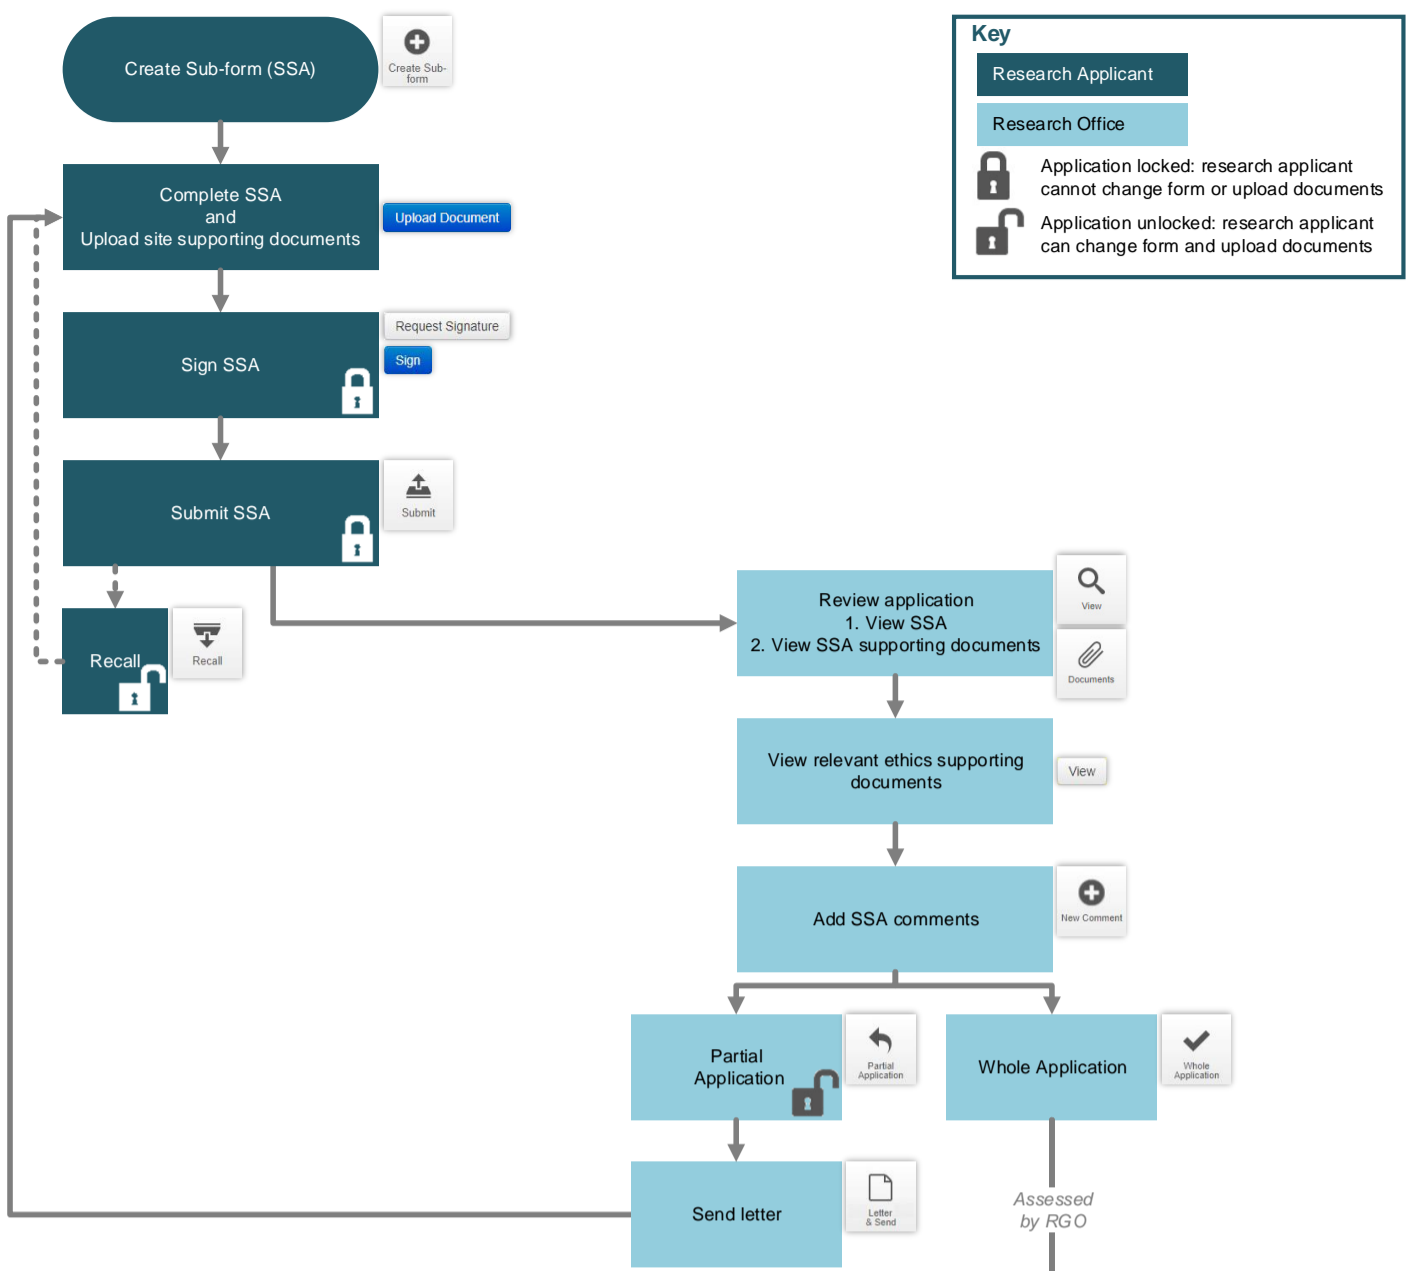 Create Sub-form (SSA)
Create Sub-
form
Key
Research Applicant
Research Office
Application locked: research applicant
cannot change form or upload documents
Application unlocked: research applicant
can change form and upload documents
Complete SSA
and
Upload site supporting documents
Upload Document
Sign SSA
Request Signature
Sign
Submit SSA
Submit
Recall
Recall
Review application
1. View SSA
2. View SSA supporting documents
View
Documents
View relevant ethics supporting
documents
View
Add SSA comments
New Comment
Partial
Application
Partial
Application
Whole Application
Whole
Application
Send letter
Letter
& Send
Assessed
by RGO